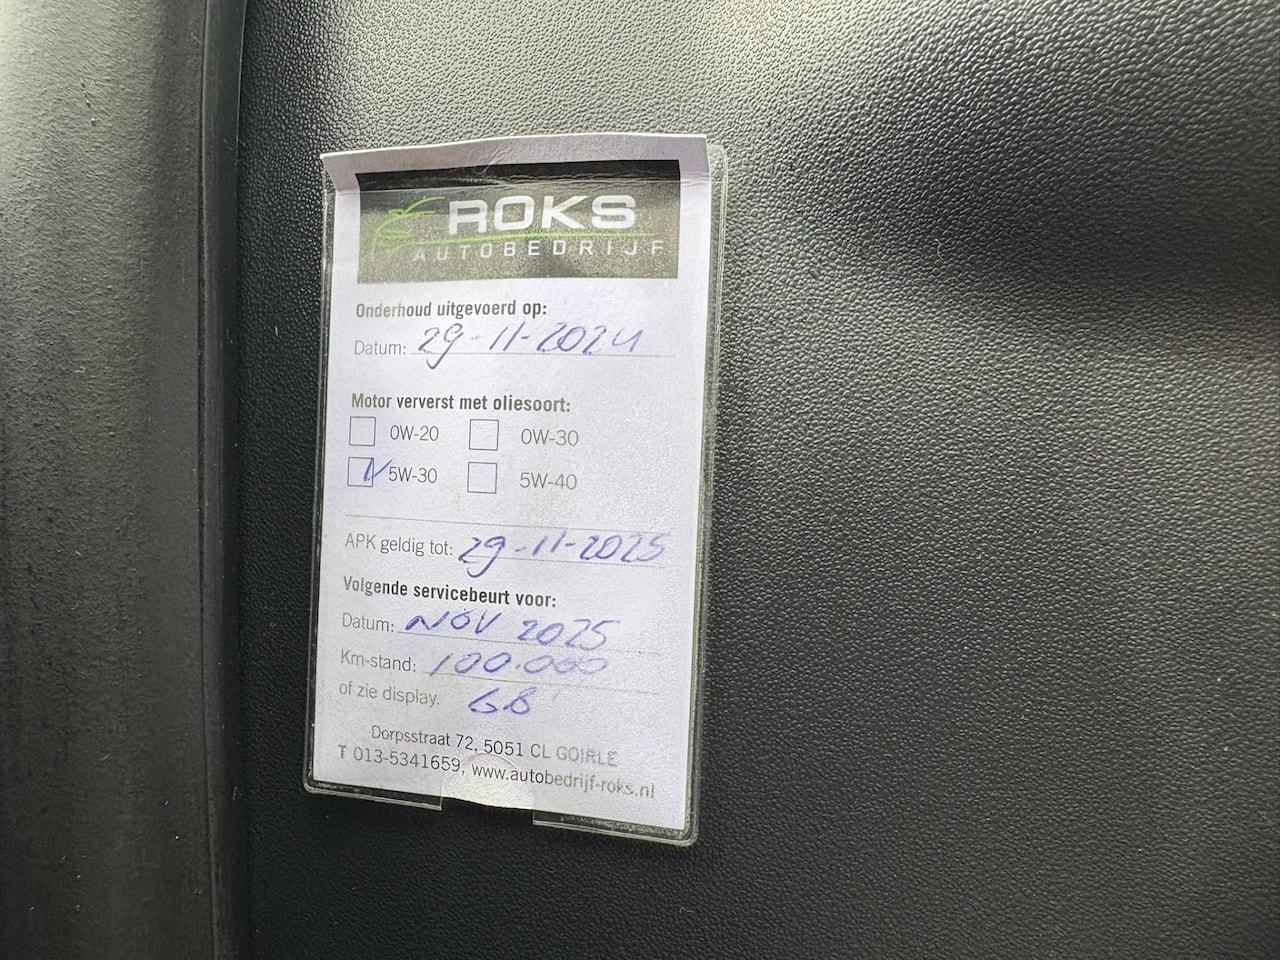 ROKS
AUTOBEDRIJF
Onderhoud uitgevoerd op:
Datum: 29-11-2024
Motor ververst met oliesoort:
0W-20 0W-30
5W-30 5W-40
APK geldig tot: 29-11-2025
Volgende servicebeurt voor:
Datum: NOV 2025
Km-stand: 100.000
of zie display.
Dorpsstraat 72, 5051 CL GOIRLE
T 013-5341659, www.autobedrijf-roks.nl